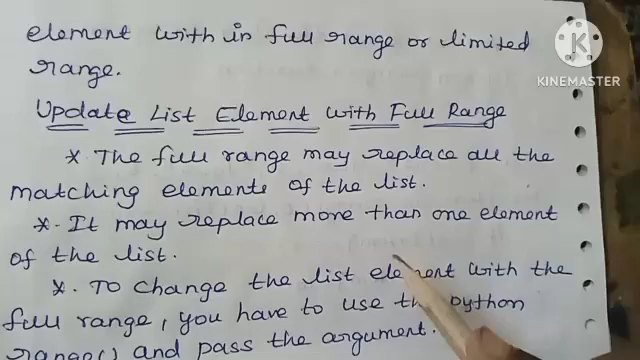 element with in full range or limited
range.
Update List Element with Full Range
* The full range may replace all the
matching elements of the list.
* It may replace more than one element
of the list.
* To change the list element with the
full range, you have to use the python
range() and pass the argument.
KINEMASTER